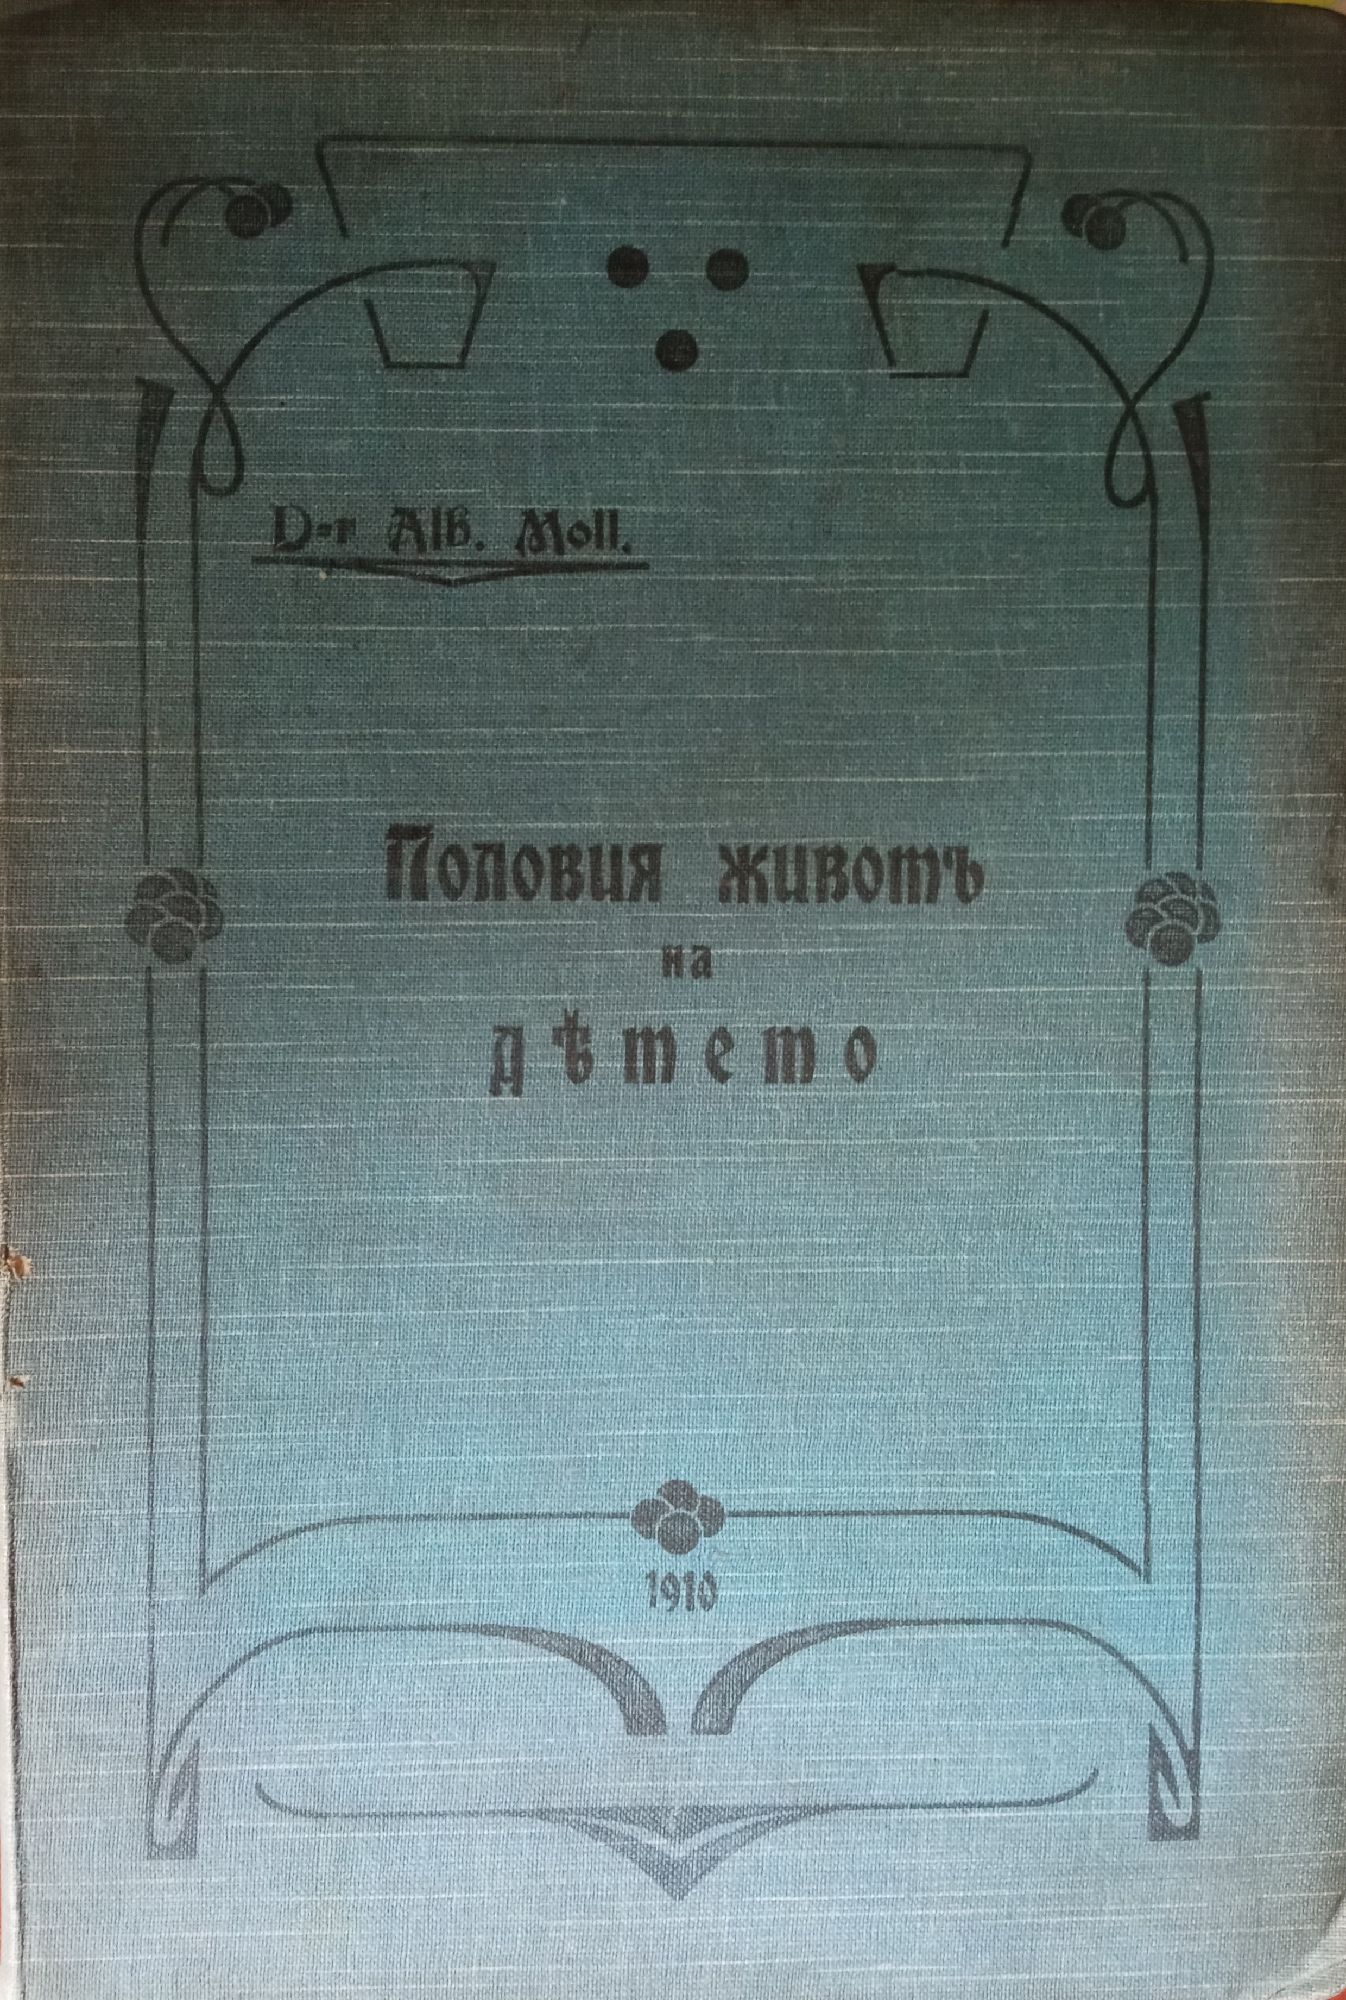 D-r Alb. Moll.
Половия животъ
на
дѣтето
1910